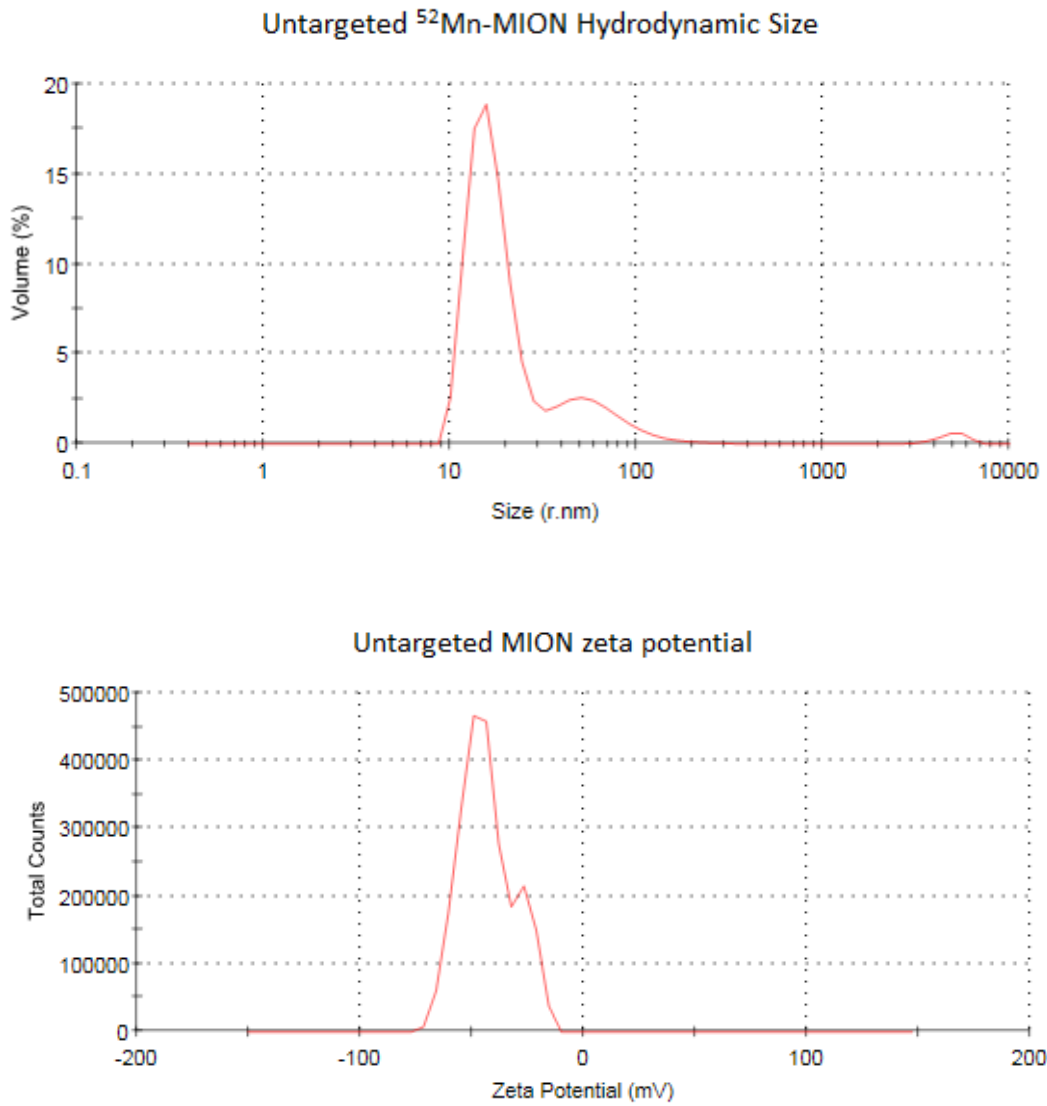 Untargeted ⁵²Mn-MION Hydrodynamic Size
20
15
10
5
0
Volume (%)
0.1 1 10 100 1000 10000
Size (r.nm)
Untargeted MION zeta potential
500000
400000
300000
200000
100000
0
Total Counts
-200 -100 0 100 200
Zeta Potential (mV)